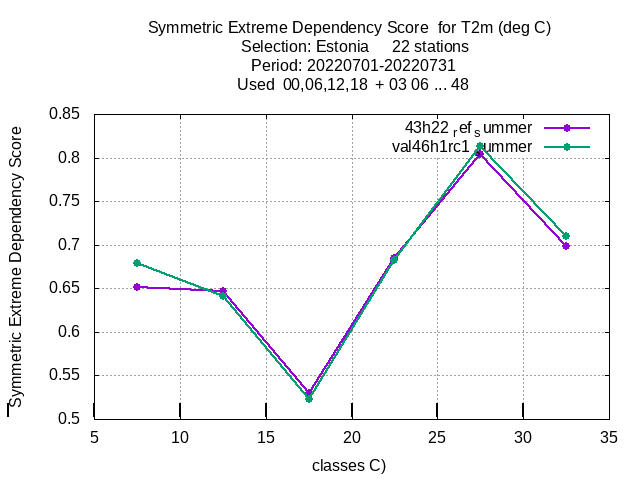 Symmetric Extreme Dependency Score for T2m (deg C)
Selection: Estonia 22 stations
Period: 20220701-20220731
Used 00,06,12,18 + 03 06 ... 48
Symmetric Extreme Dependency Score
0.85
0.8
0.75
0.7
0.65
0.6
0.55
0.5
43h22 ref summer
val46h1rc1 summer
5 10 15 20 25 30 35
classes C)